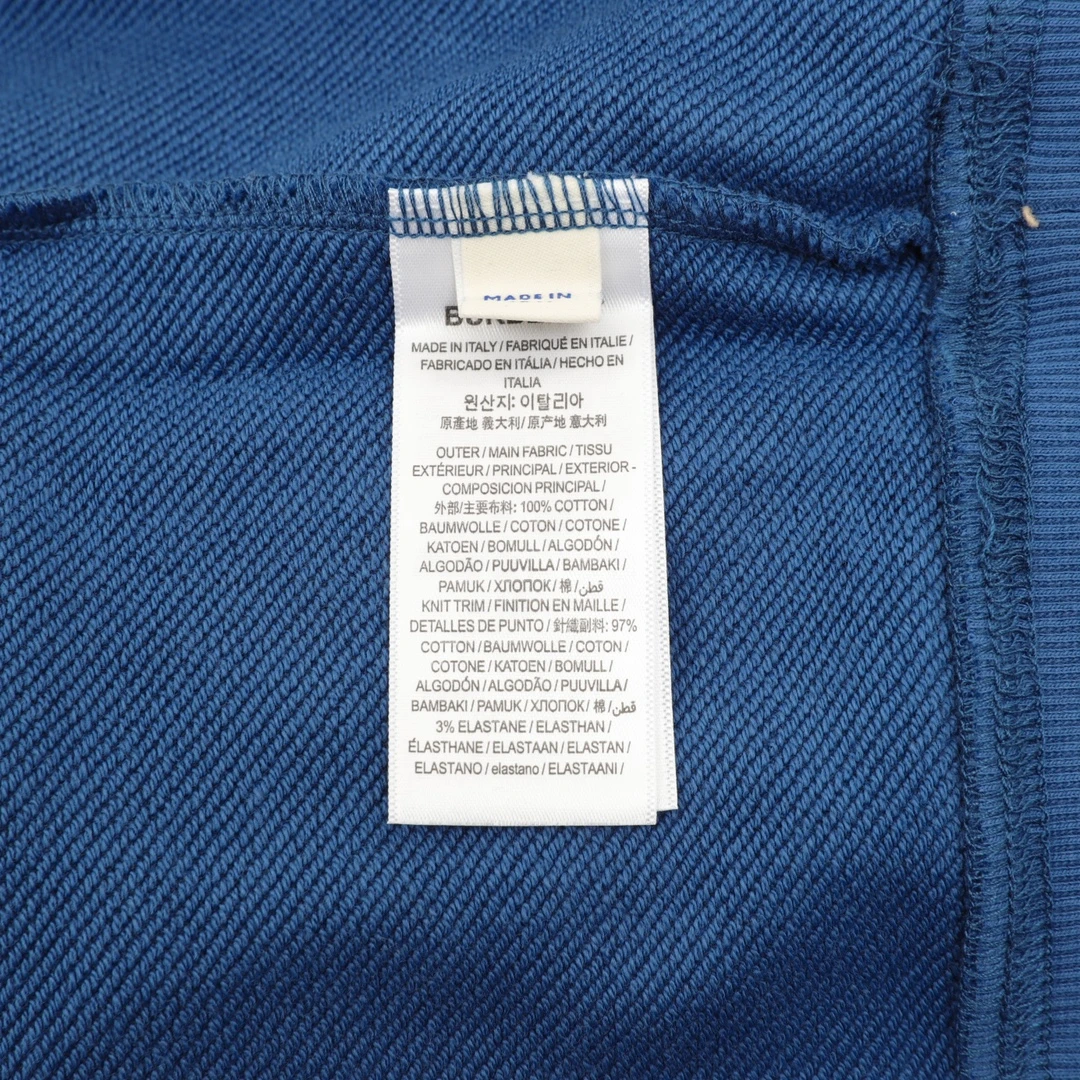 MADE IN
MADE IN ITALY / FABRIQUÉ EN ITALIE /
FABRICADO EN ITÁLIA / HECHO EN
ITALIA
원산지: 이탈리아
原產地 義大利 / 原产地 意大利
OUTER / MAIN FABRIC / TISSU
EXTÉRIEUR / PRINCIPAL / EXTERIOR -
COMPOSICION PRINCIPAL /
外部/主要布料: 100% COTTON /
BAUMWOLLE / COTON / COTONE /
KATOEN / BOMULL / ALGODÓN /
ALGODÃO / PUUVILLA / BAMBAKI /
PAMUK / ХЛОПОК / 棉 / قطن
KNIT TRIM / FINITION EN MAILLE /
DETALLES DE PUNTO / 針織副料: 97%
COTTON / BAUMWOLLE / COTON /
COTONE / KATOEN / BOMULL /
ALGODÓN / ALGODÃO / PUUVILLA /
BAMBAKI / PAMUK / ХЛОПОК / 棉 / قطن
3% ELASTANE / ELASTHAN /
ÉLASTHANE / ELASTAAN / ELASTAN /
ELASTANO / elastano / ELASTAANI /